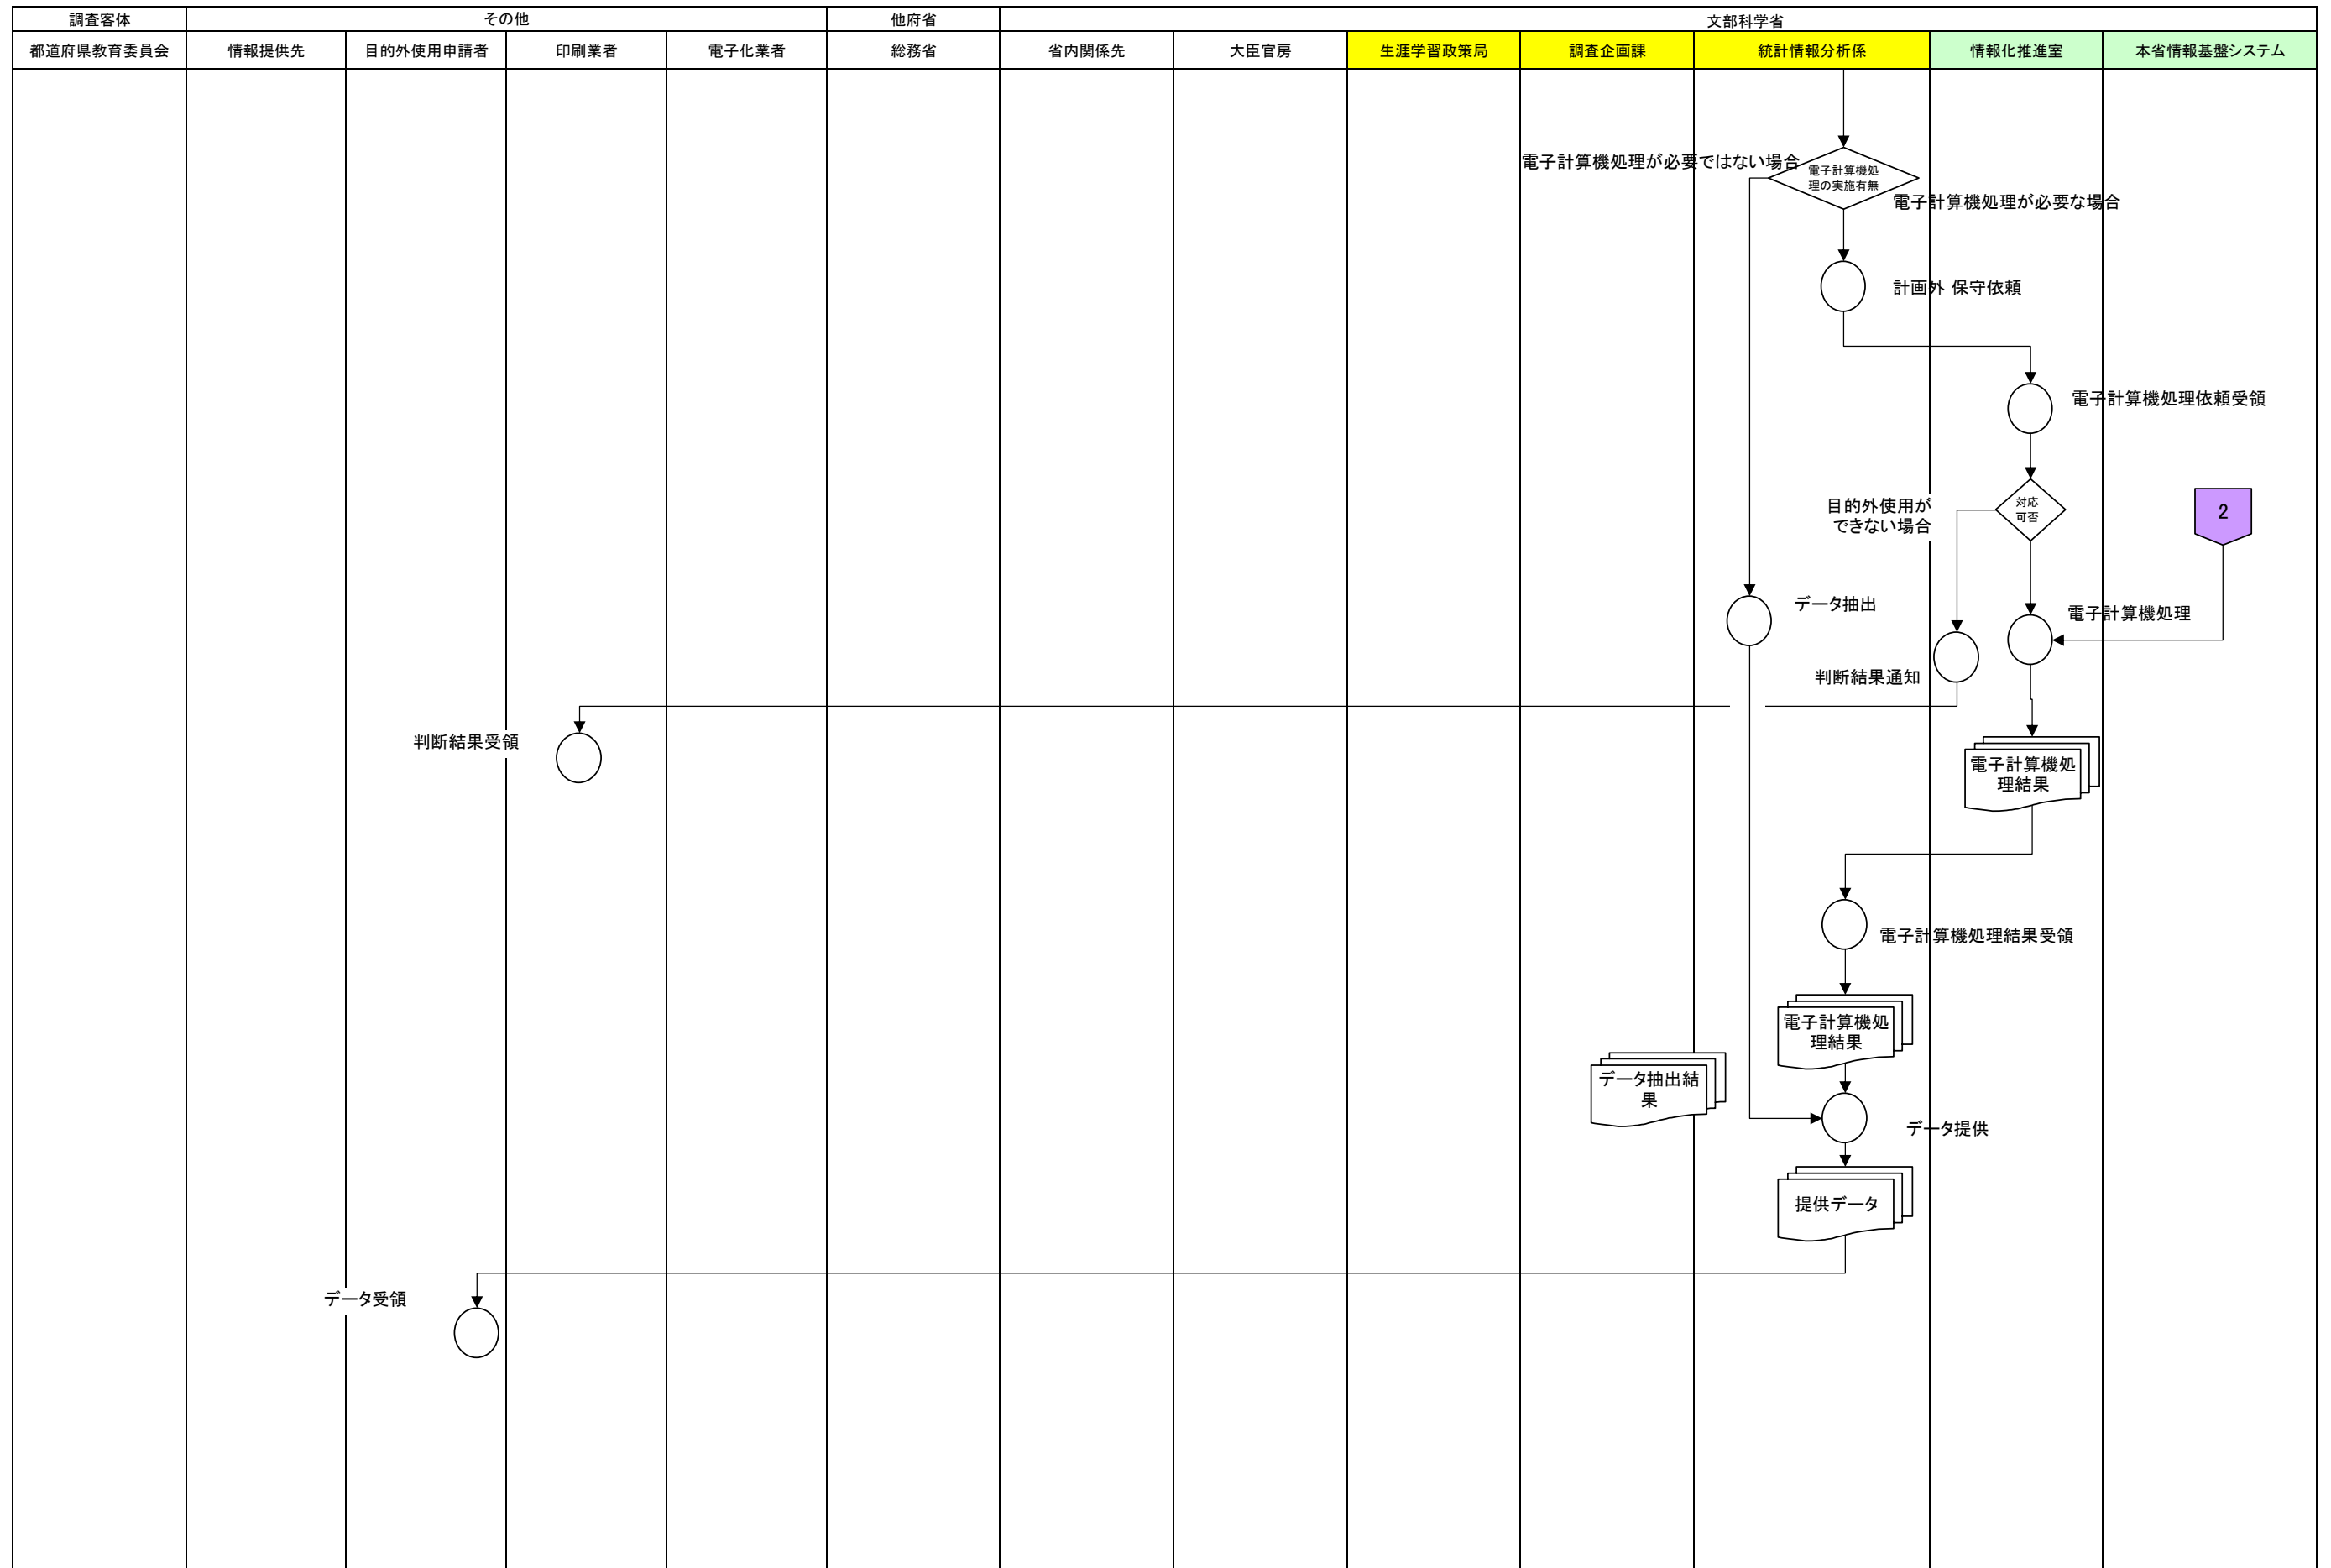 調査客体
その他
他府省
文部科学省
都道府県教育委員会
情報提供先
目的外使用申請者
印刷業者
電子化業者
総務省
省内関係先
大臣官房
生涯学習政策局
調査企画課
統計情報分析係
情報化推進室
本省情報基盤システム
電子計算機処理が必要ではない場合
電子計算機処
理の実施有無
電子計算機処理が必要な場合
計画外 保守依頼
電子計算機処理依頼受領
目的外使用が
できない場合
対応
可否
2
データ抽出
電子計算機処理
判断結果通知
判断結果受領
電子計算機処
理結果
電子計算機処理結果受領
電子計算機処
理結果
データ抽出結
果
データ提供
提供データ
データ受領